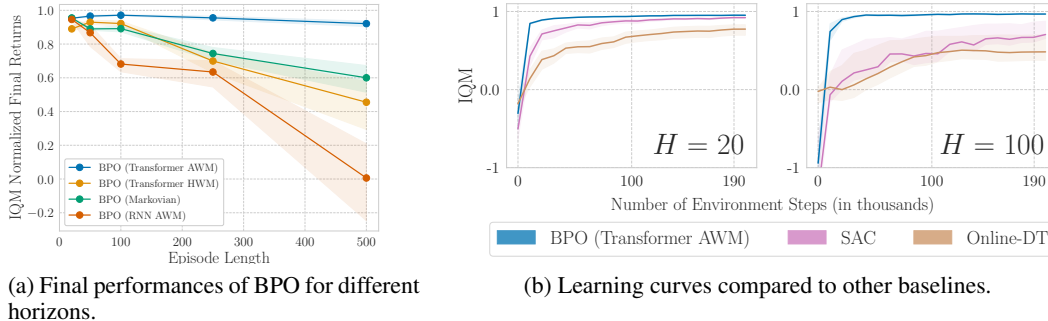 IQM Normalized Final Returns
1.0
0.8
0.6
0.4
0.2
0.0
−0.2
BPO (Transformer AWM)
BPO (Transformer HWM)
BPO (Markovian)
BPO (RNN AWM)
0 100 200 300 400 500
Episode Length
(a) Final performances of BPO for different
horizons.
IQM
1
0.0
-1
H = 20
0 100 190
1
0.0
-1
H = 100
0 100 190
Number of Environment Steps (in thousands)
BPO (Transformer AWM) SAC Online-DT
(b) Learning curves compared to other baselines.